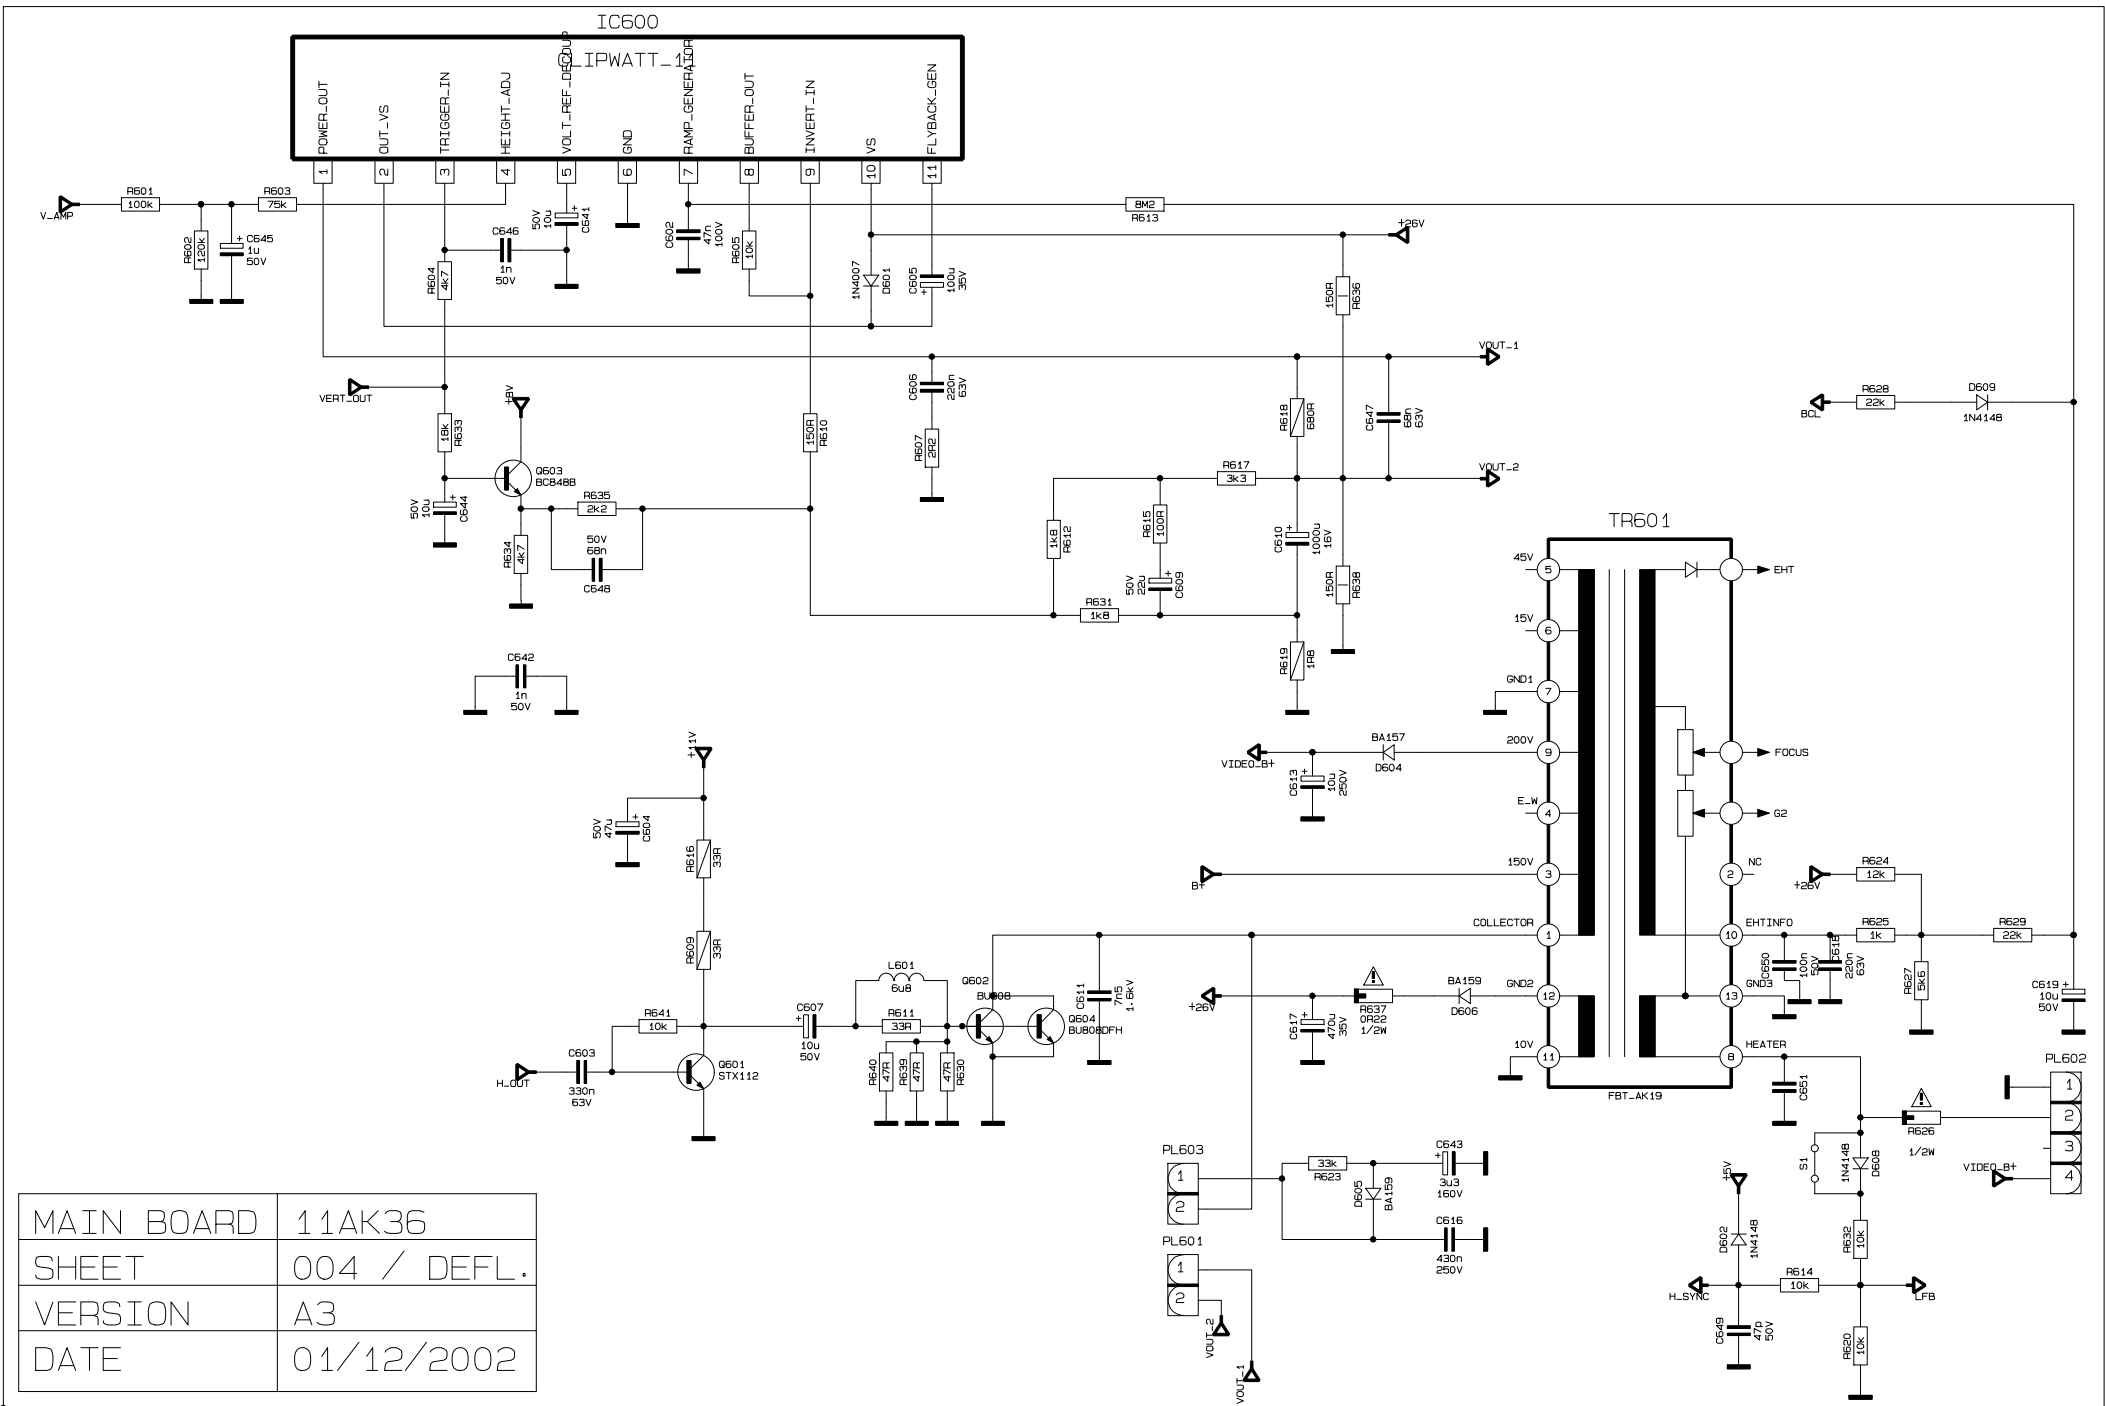 IC600
CLIPWATT_11
POWER_OUT
OUT_VS
TRIGGER_IN
HEIGHT_ADJ
VOLT_REF_DECOUP
GND
RAMP_GENERATOR
BUFFER_OUT
INVERT_IN
VS
FLYBACK_GEN
1
2
3
4
5
6
7
8
9
10
11
V_AMP
R601
100k
R603
75k
R602
120k
C645
1u
50V
R604
4k7
C646
1n
50V
50V
10u
C641
C602
47n
100V
R605
10k
1N4007
D601
C605
100u
35V
8M2
R613
+26V
150R
R636
VOUT_1
VERT_OUT
+8V
18k
R633
Q603
BC848B
50V
10u
C644
R634
4k7
R635
2k2
50V
68n
C648
150R
R610
C606
220n
63V
R607
2R2
R618
680R
C647
68n
63V
VOUT_2
R617
3k3
1k8
R612
R615
100R
50V
22u
C609
C610
1000u
16V
150R
R638
R631
1k8
R619
1R8
BCL
R628
22k
D609
1N4148
C642
1n
50V
TR601
45V
5
15V
6
GND1
7
200V
9
E_W
4
150V
3
COLLECTOR
1
GND2
12
10V
11
EHT
FOCUS
G2
NC
2
EHTINFO
10
GND3
13
HEATER
8
FBT_AK19
VIDEO_B+
C613
10u
250V
BA157
D604
B+
+11V
50V
47u
C604
R616
33R
R609
33R
R641
10k
H_OUT
C603
330n
63V
Q601
STX112
C607
10u
50V
L601
6u8
R611
33R
R640
47R
R639
47R
47R
R630
Q602
BU808
Q604
BU808DFH
C611
7n5
1.6kV
+26V
C617
470u
35V
R637
0R22
1/2W
BA159
D606
+26V
R624
12k
R625
1k
R629
22k
C650
100n
50V
C618
220n
63V
R627
5k6
C619
10u
50V
C651
R626
1/2W
PL602
1
2
3
4
VIDEO_B+
S1
1N4148
D608
+5V
D602
1N4148
R632
10k
H_SYNC
R614
10k
LFB
C649
47p
50V
R620
10k
PL603
1
2
PL601
1
2
VOUT_2
VOUT_1
33k
R623
D605
BA159
C643
3u3
160V
C616
430n
250V
MAIN BOARD 11AK36
SHEET 004 / DEFL.
VERSION A3
DATE 01/12/2002